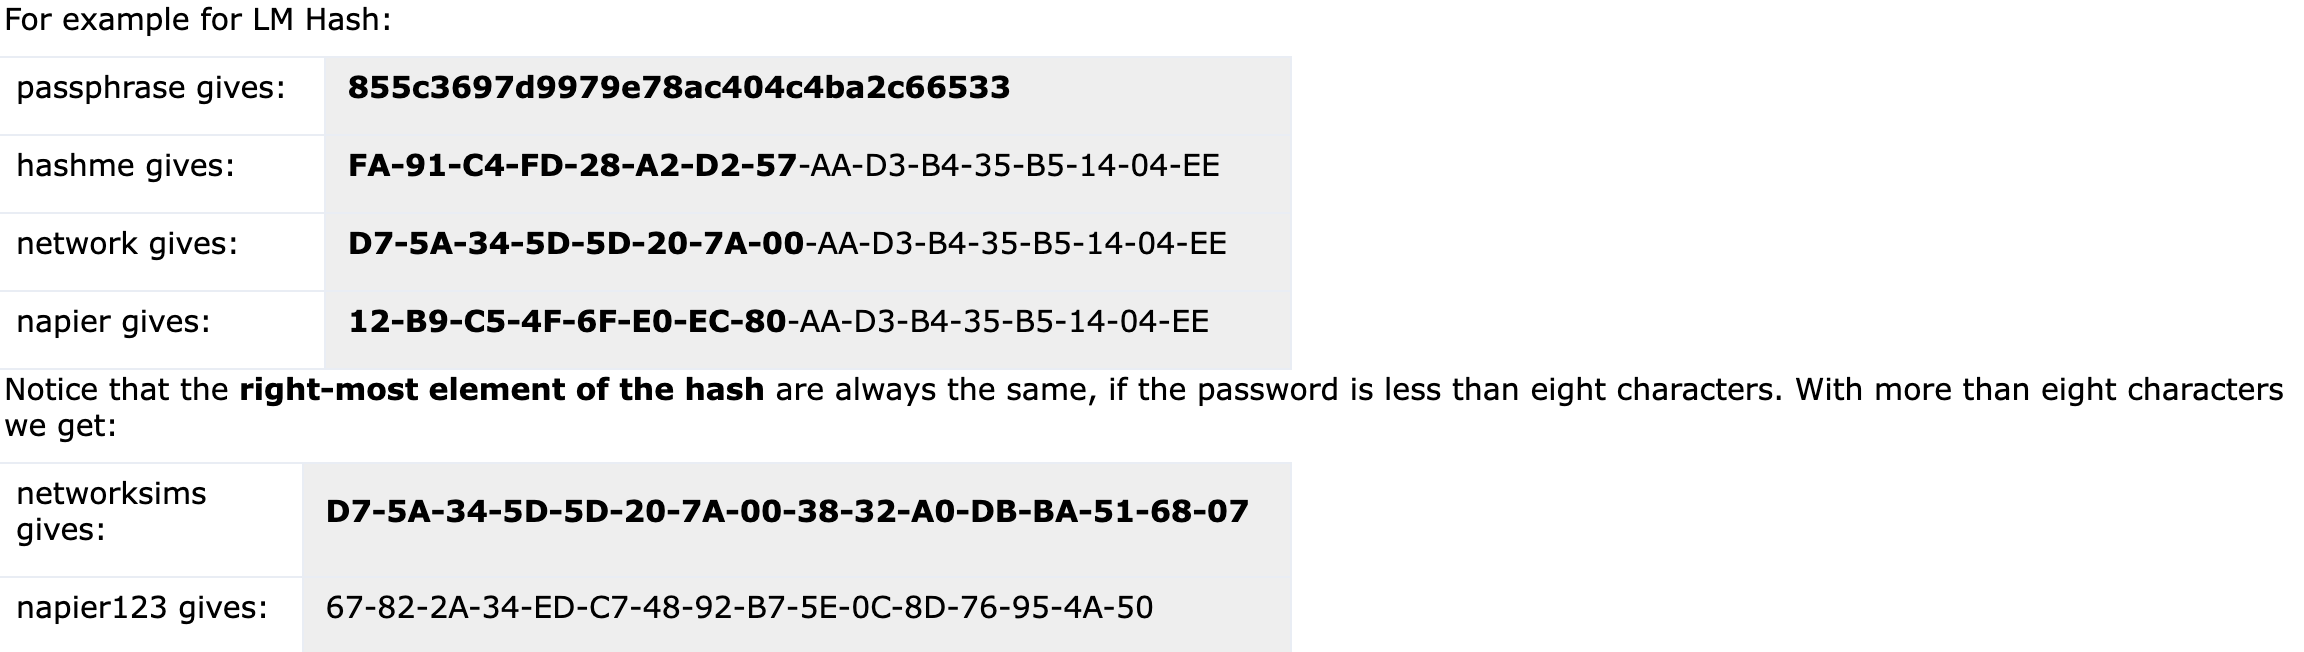 For example for LM Hash:
passphrase gives: 855c3697d9979e78ac404c4ba2c66533
hashme gives: FA-91-C4-FD-28-A2-D2-57-AA-D3-B4-35-B5-14-04-EE
network gives: D7-5A-34-5D-5D-20-7A-00-AA-D3-B4-35-B5-14-04-EE
napier gives: 12-B9-C5-4F-6F-E0-EC-80-AA-D3-B4-35-B5-14-04-EE
Notice that the right-most element of the hash are always the same, if the password is less than eight characters. With more than eight characters
we get:
networksims
gives:
D7-5A-34-5D-5D-20-7A-00-38-32-A0-DB-BA-51-68-07
napier123 gives: 67-82-2A-34-ED-C7-48-92-B7-5E-0C-8D-76-95-4A-50